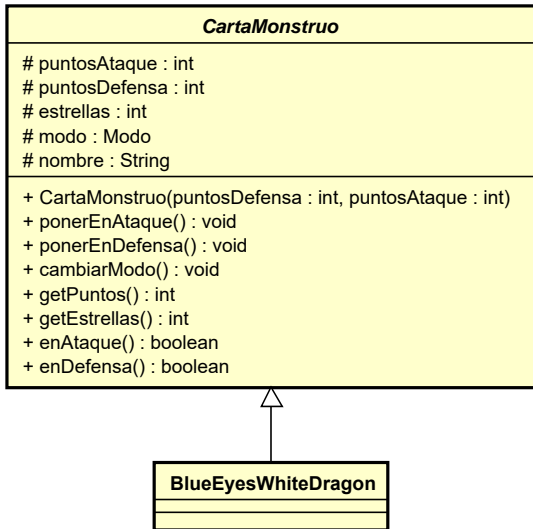 CartaMonstruo
# puntosAtaque : int
# puntosDefensa : int
# estrellas : int
# modo : Modo
# nombre : String
+ CartaMonstruo(puntosDefensa : int, puntosAtaque : int)
+ ponerEnAtaque() : void
+ ponerEnDefensa() : void
+ cambiarModo() : void
+ getPuntos() : int
+ getEstrellas() : int
+ enAtaque() : boolean
+ enDefensa() : boolean
BlueEyesWhiteDragon